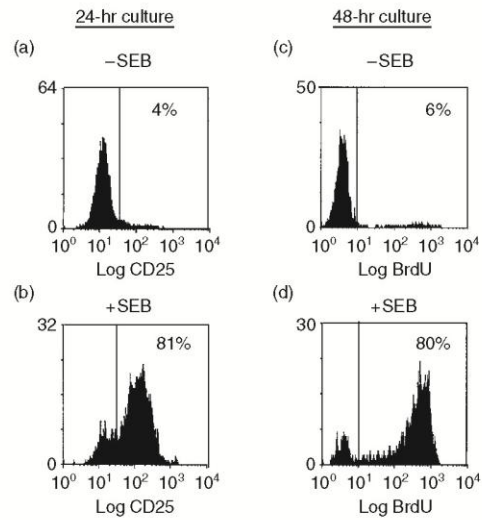 24-hr culture
48-hr culture
(a)
−SEB
64
4%
0
10⁰ 10¹ 10² 10³ 10⁴
Log CD25
(c)
−SEB
50
6%
0
10⁰ 10¹ 10² 10³ 10⁴
Log BrdU
(b)
+SEB
32
81%
0
10⁰ 10¹ 10² 10³ 10⁴
Log CD25
(d)
+SEB
30
80%
0
10⁰ 10¹ 10² 10³ 10⁴
Log BrdU